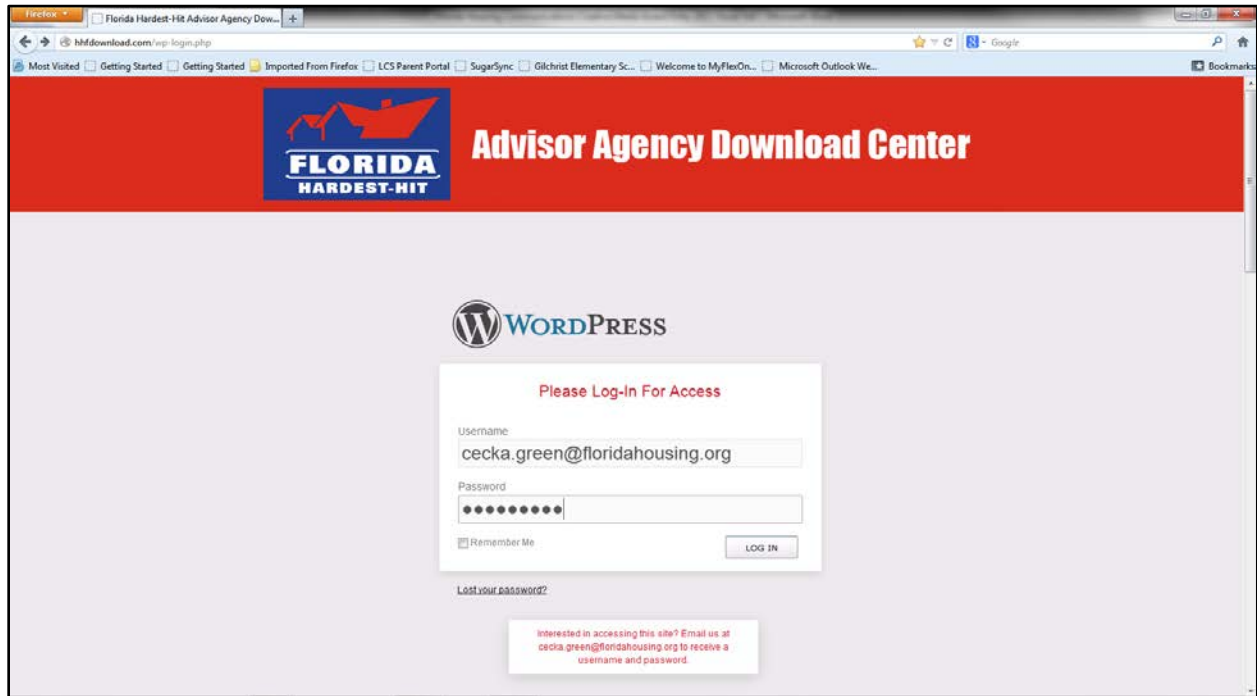 Firefox
Florida Hardest-Hit Advisor Agency Dow...
hhfdownload.com/wp-login.php
Google
Most Visited Getting Started Getting Started Imported From Firefox LCS Parent Portal SugarSync Gilchrist Elementary Sc... Welcome to MyFlexOn... Microsoft Outlook We... Bookmarks
FLORIDA
HARDEST-HIT
Advisor Agency Download Center
WORDPRESS
Please Log-In For Access
Username
cecka.green@floridahousing.org
Password
●●●●●●●●●
Remember Me
LOG IN
Lost your password?
Interested in accessing this site? Email us at
cecka.green@floridahousing.org to receive a
username and password.